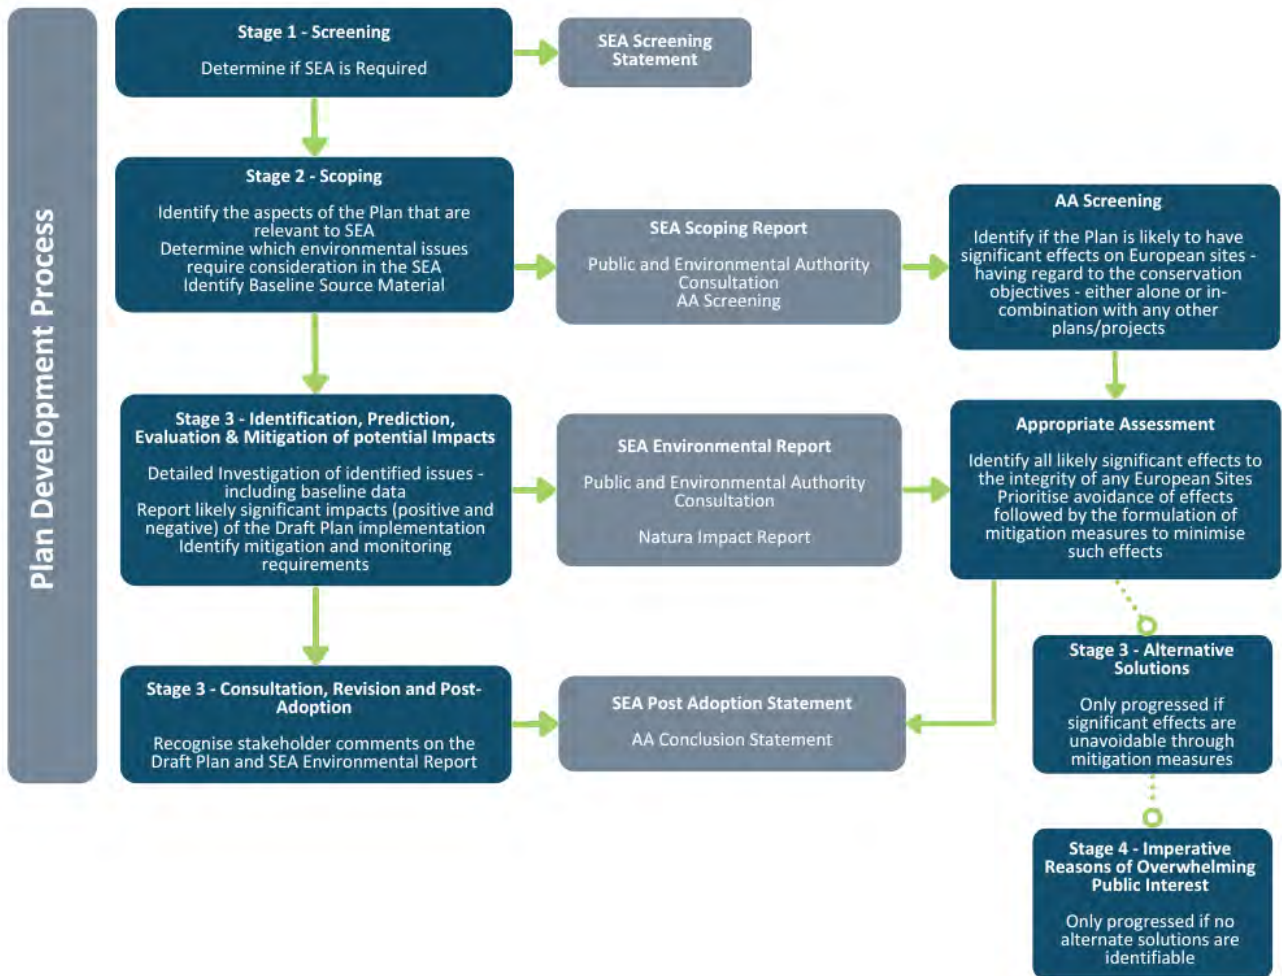 Plan Development Process
Stage 1 - Screening
Determine if SEA is Required
SEA Screening
Statement
Stage 2 - Scoping
Identify the aspects of the Plan that are
relevant to SEA
Determine which environmental issues
require consideration in the SEA
Identify Baseline Source Material
SEA Scoping Report
Public and Environmental Authority
Consultation
AA Screening
AA Screening
Identify if the Plan is likely to have
significant effects on European sites -
having regard to the conservation
objectives - either alone or in-
combination with any other
plans/projects
Stage 3 - Identification, Prediction,
Evaluation & Mitigation of potential Impacts
Detailed Investigation of identified issues -
including baseline data
Report likely significant impacts (positive and
negative) of the Draft Plan implementation
Identify mitigation and monitoring
requirements
SEA Environmental Report
Public and Environmental Authority
Consultation
Natura Impact Report
Appropriate Assessment
Identify all likely significant effects to
the integrity of any European Sites
Prioritise avoidance of effects
followed by the formulation of
mitigation measures to minimise
such effects
Stage 3 - Consultation, Revision and Post-
Adoption
Recognise stakeholder comments on the
Draft Plan and SEA Environmental Report
SEA Post Adoption Statement
AA Conclusion Statement
Stage 3 - Alternative
Solutions
Only progressed if
significant effects are
unavoidable through
mitigation measures
Stage 4 - Imperative
Reasons of Overwhelming
Public Interest
Only progressed if no
alternate solutions are
identifiable